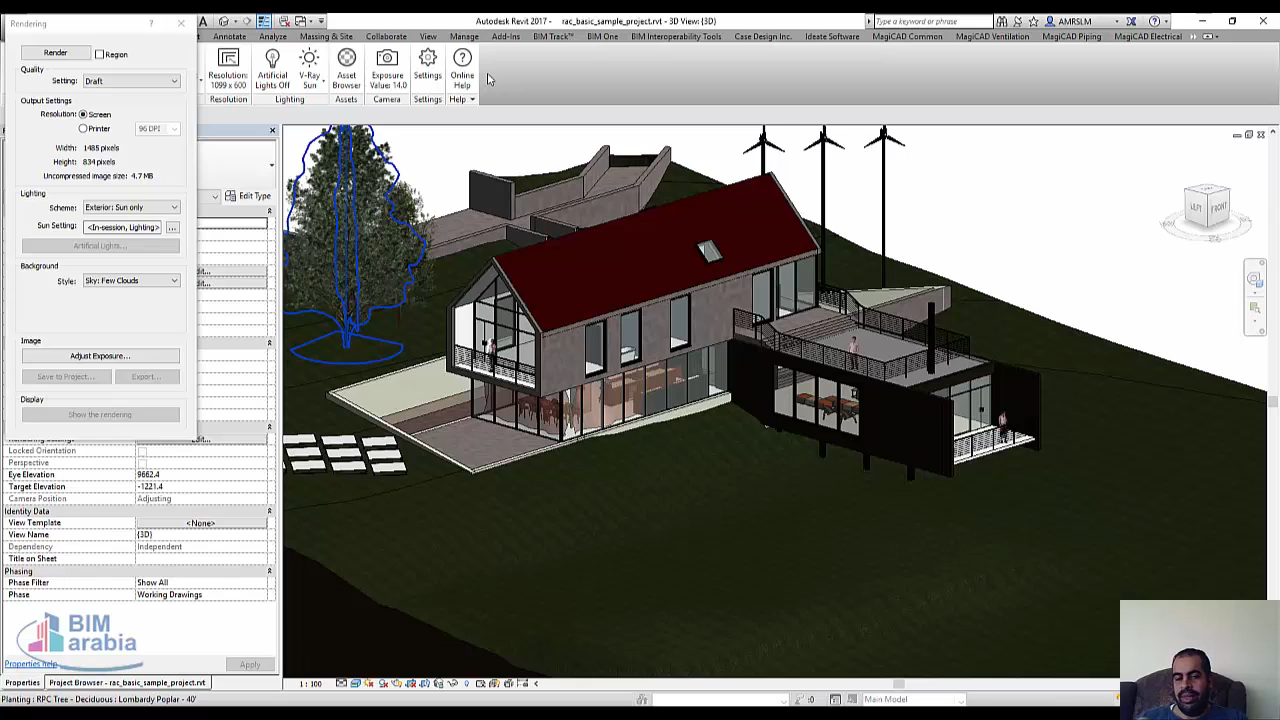 Rendering
Autodesk Revit 2017 - rac_basic_sample_project.rvt - 3D View: {3D}
Type a keyword or phrase
AMRSLM
Annotate Analyze Massing & Site Collaborate View Manage Add-Ins BIM Track™ BIM One BIM Interoperability Tools Case Design Inc. Ideate Software MagiCAD Common MagiCAD Ventilation MagiCAD Piping MagiCAD Electrical
Render
Region
Quality
Setting: Draft
Output Settings
Resolution: Screen
Printer
96 DPI
Width: 1485 pixels
Height: 834 pixels
Uncompressed image size: 4.7 MB
Lighting
Scheme: Exterior: Sun only
Sun Setting: <In-session, Lighting>
...
Artificial Lights...
Background
Style: Sky: Few Clouds
Image
Adjust Exposure...
Save to Project... Export...
Display
Show the rendering
Resolution:
1099 x 600
Resolution
Artificial
Lights Off
V-Ray
Sun
Lighting
Asset
Browser
Assets
Exposure
Value: 14.0
Camera
Settings
Settings
Online
Help
Help
Edit Type
LEFT FRONT
Locked Orientation
Perspective
Eye Elevation 9662.4
Target Elevation -1221.4
Camera Position Adjusting
Identity Data
View Template <None>
View Name {3D}
Dependency Independent
Title on Sheet
Phasing
Phase Filter Show All
Phase Working Drawings
BIM
arabia
Properties help
Apply
Properties Project Browser - rac_basic_sample_project.rvt
1 : 100
Planting : RPC Tree - Deciduous : Lombardy Poplar - 40'
:0
Main Model